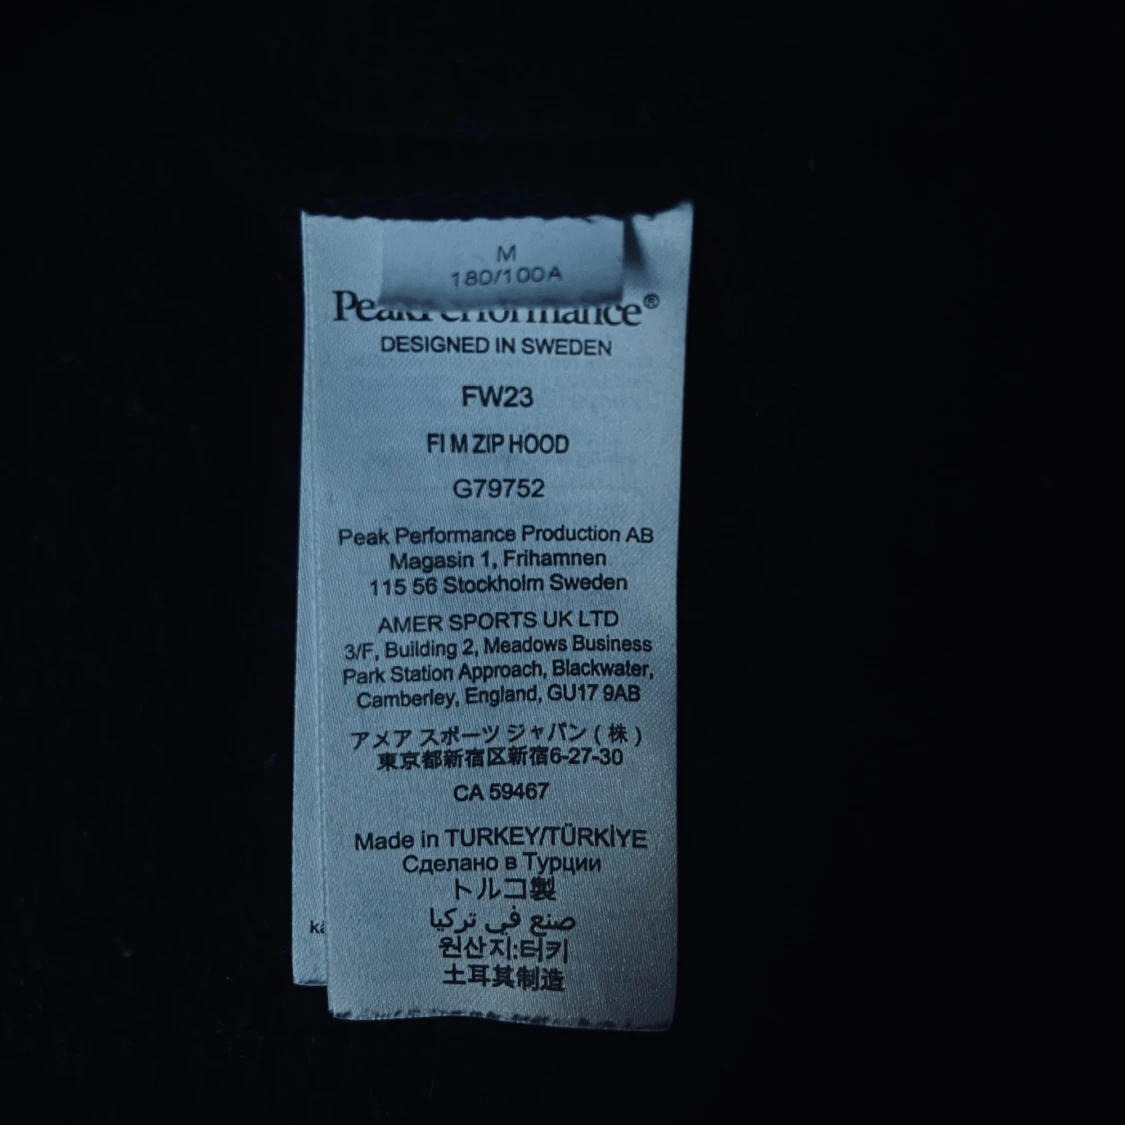 M
180/100A
PeakPerformance®
DESIGNED IN SWEDEN
FW23
FI M ZIP HOOD
G79752
Peak Performance Production AB
Magasin 1, Frihamnen
115 56 Stockholm Sweden
AMER SPORTS UK LTD
3/F, Building 2, Meadows Business
Park Station Approach, Blackwater,
Camberley, England, GU17 9AB
アメア スポーツ ジャパン ( 株 )
東京都新宿区新宿6-27-30
CA 59467
Made in TURKEY/TÜRKİYE
Сделано в Турции
トルコ製
صنع في تركيا
원산지:터키
土耳其制造